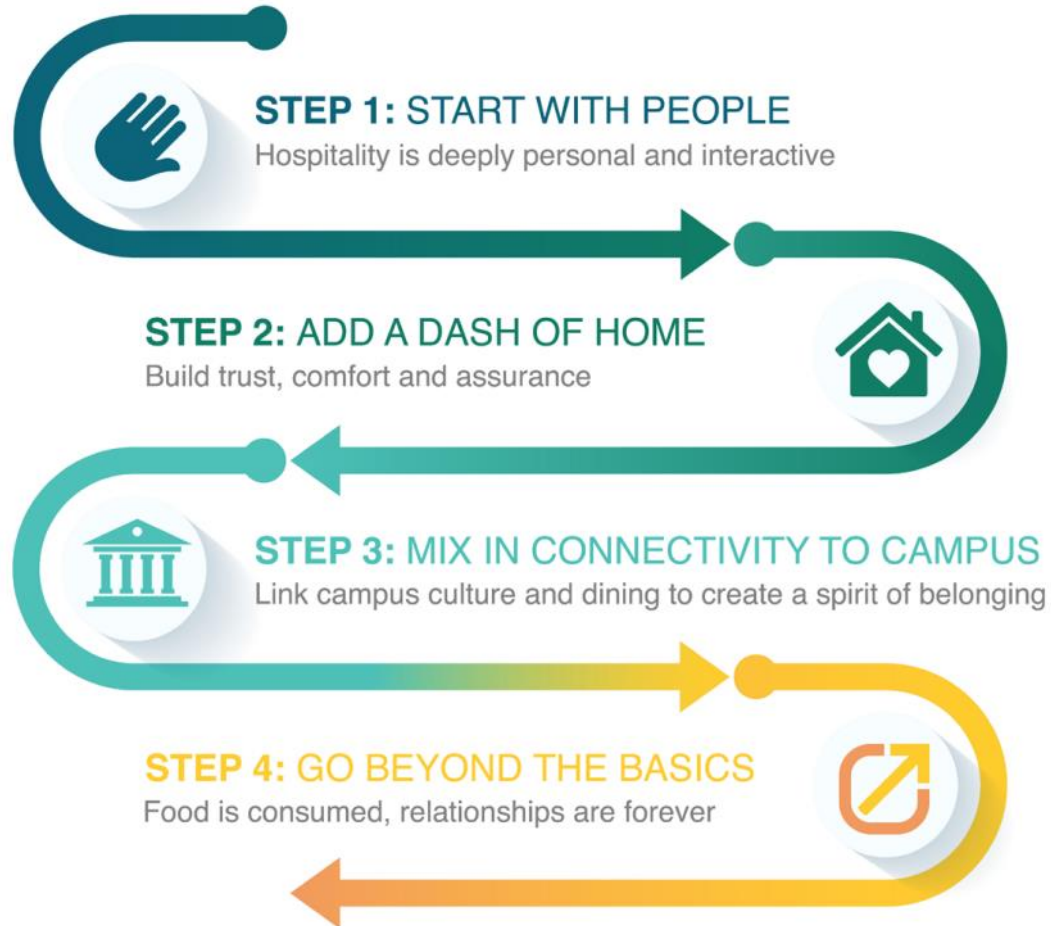 STEP 1: START WITH PEOPLE
Hospitality is deeply personal and interactive
STEP 2: ADD A DASH OF HOME
Build trust, comfort and assurance
STEP 3: MIX IN CONNECTIVITY TO CAMPUS
Link campus culture and dining to create a spirit of belonging
STEP 4: GO BEYOND THE BASICS
Food is consumed, relationships are forever